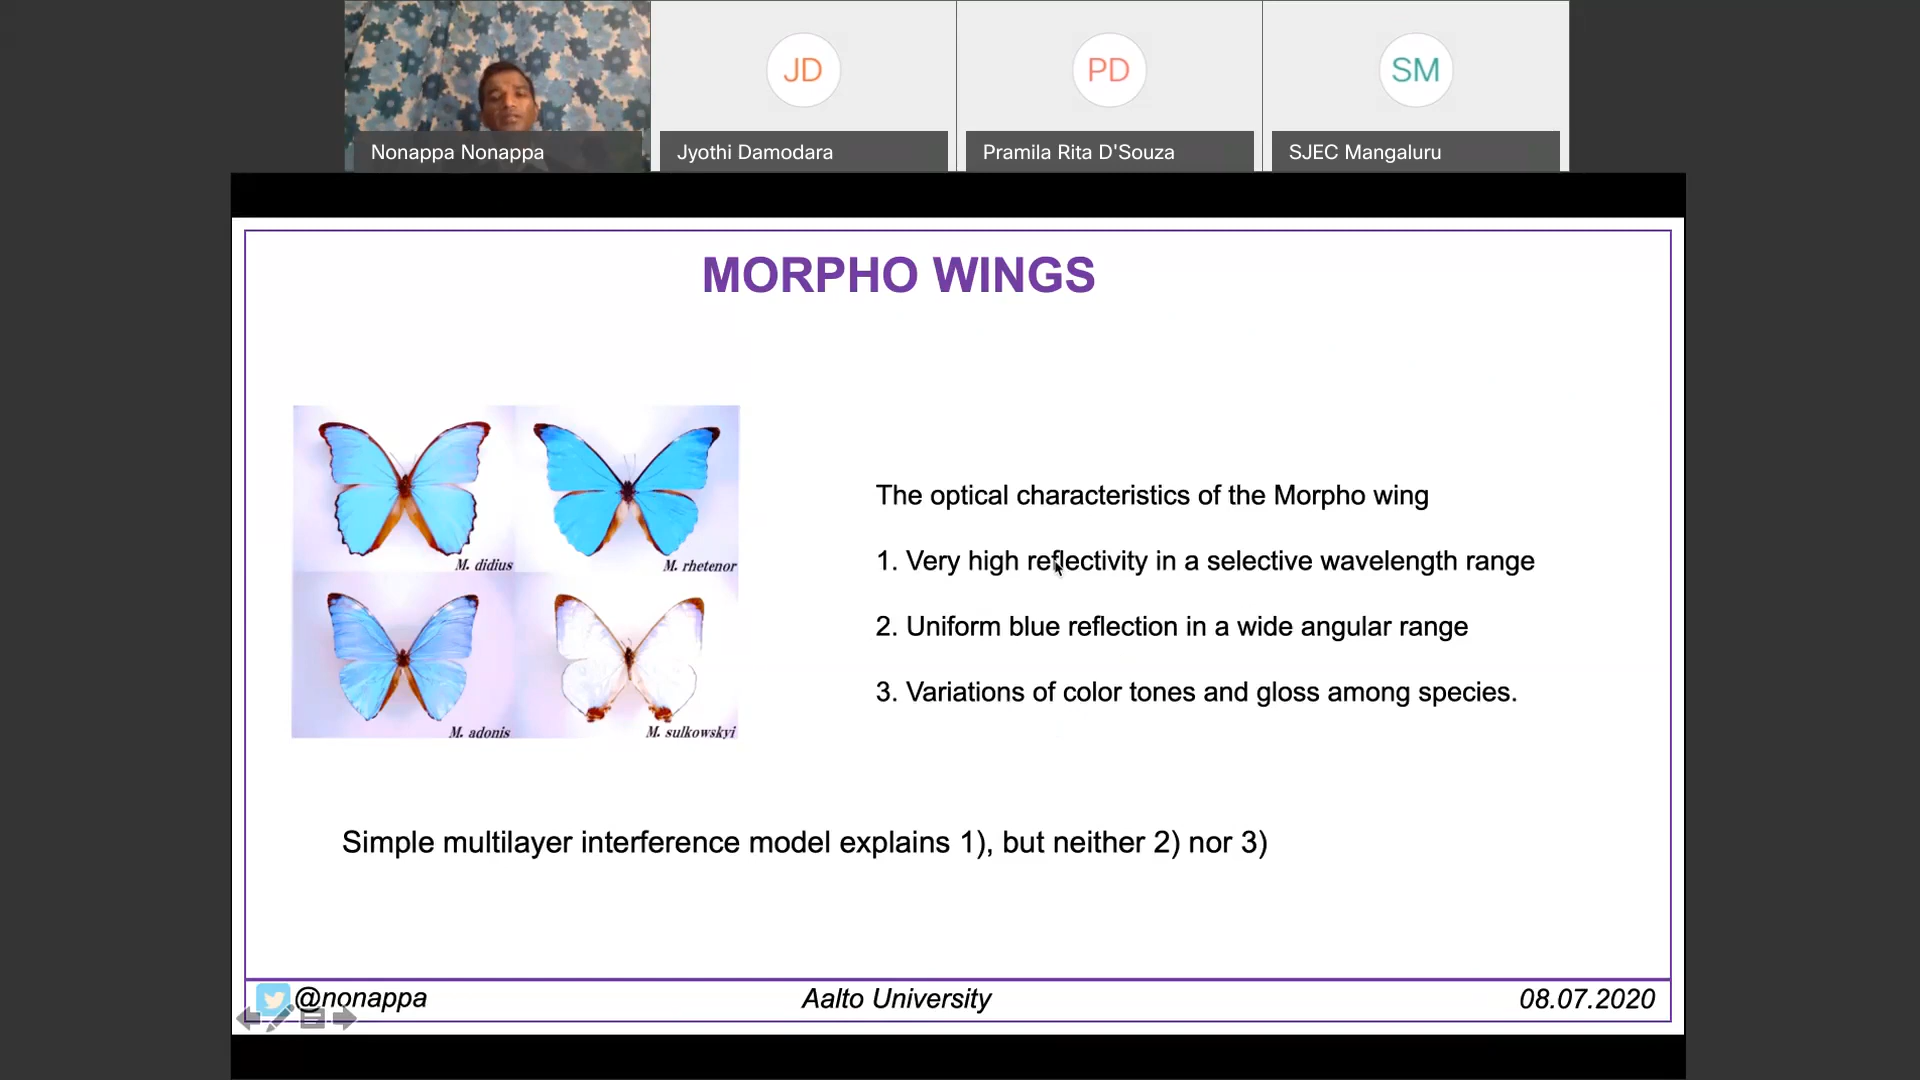 JD
PD
SM
Nonappa Nonappa
Jyothi Damodara
Pramila Rita D'Souza
SJEC Mangaluru
MORPHO WINGS
M. didius
M. rhetenor
M. adonis
M. sulkowskyi
The optical characteristics of the Morpho wing
1. Very high reflectivity in a selective wavelength range
2. Uniform blue reflection in a wide angular range
3. Variations of color tones and gloss among species.
Simple multilayer interference model explains 1), but neither 2) nor 3)
@nonappa
Aalto University
08.07.2020